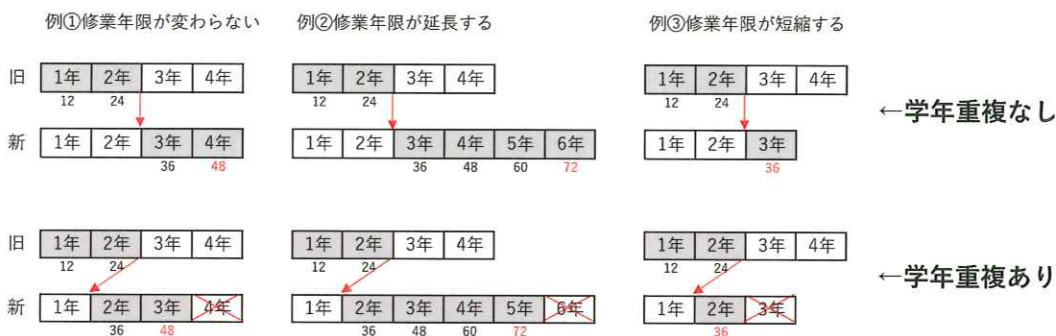 例①修業年限が変わらない 例②修業年限が延長する 例③修業年限が短縮する
旧 1年 2年 3年 4年 1年 2年 3年 4年 1年 2年 3年 4年
12 24 12 24 12 24
←学年重複なし
新 1年 2年 3年 4年 1年 2年 3年 4年 5年 6年 1年 2年 3年
36 48 36 48 60 72 36
旧 1年 2年 3年 4年 1年 2年 3年 4年 1年 2年 3年 4年
12 24 12 24 12 24
←学年重複あり
新 1年 2年 3年 4年 1年 2年 3年 4年 5年 6年 1年 2年 3年
36 48 36 48 60 72 36